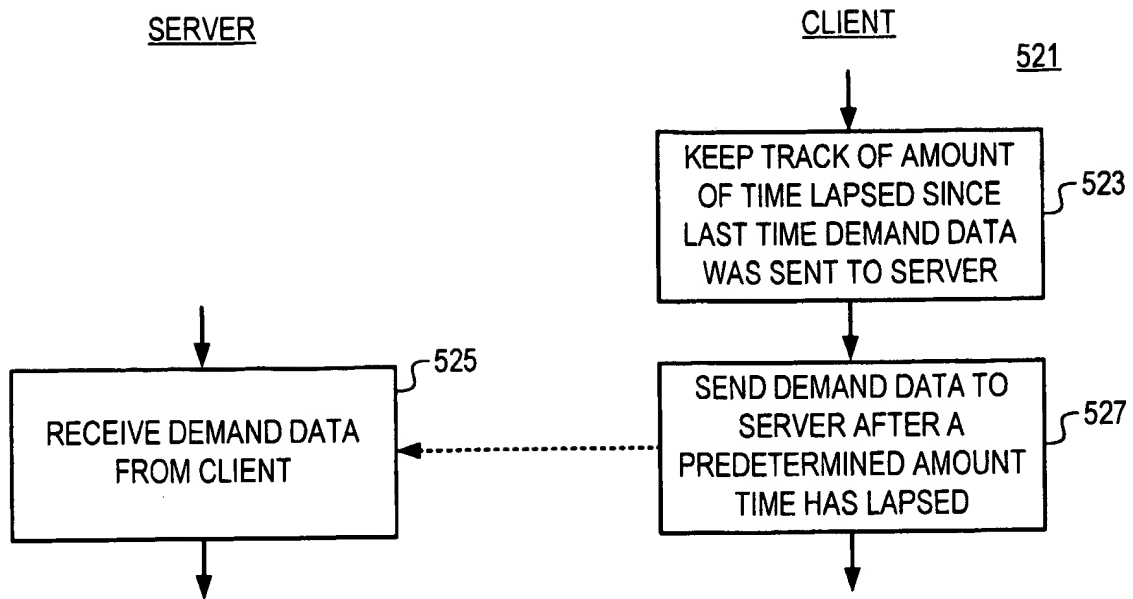 SERVER
CLIENT
521
KEEP TRACK OF AMOUNT
OF TIME LAPSED SINCE
LAST TIME DEMAND DATA
WAS SENT TO SERVER
523
525
RECEIVE DEMAND DATA
FROM CLIENT
SEND DEMAND DATA TO
SERVER AFTER A
PREDETERMINED AMOUNT
TIME HAS LAPSED
527